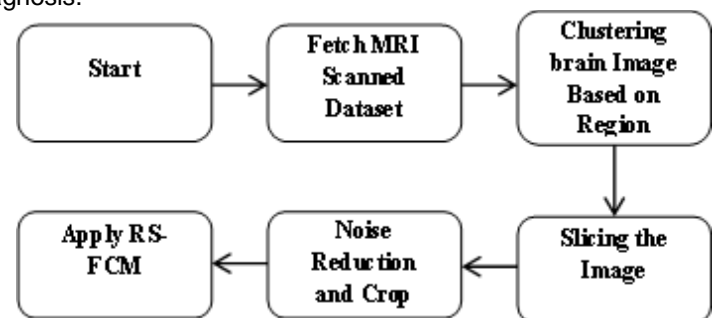 agnosis.
Start
Fetch MRI
Scanned
Dataset
Clustering
brain Image
Based on
Region
Slicing the
Image
Noise
Reduction
and Crop
Apply RS-
FCM